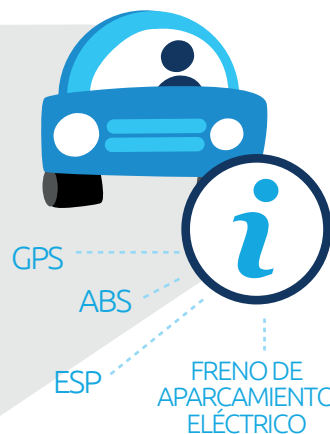 GPS
ABS
ESP
FRENO DE
APARCAMIENTO
ELÉCTRICO